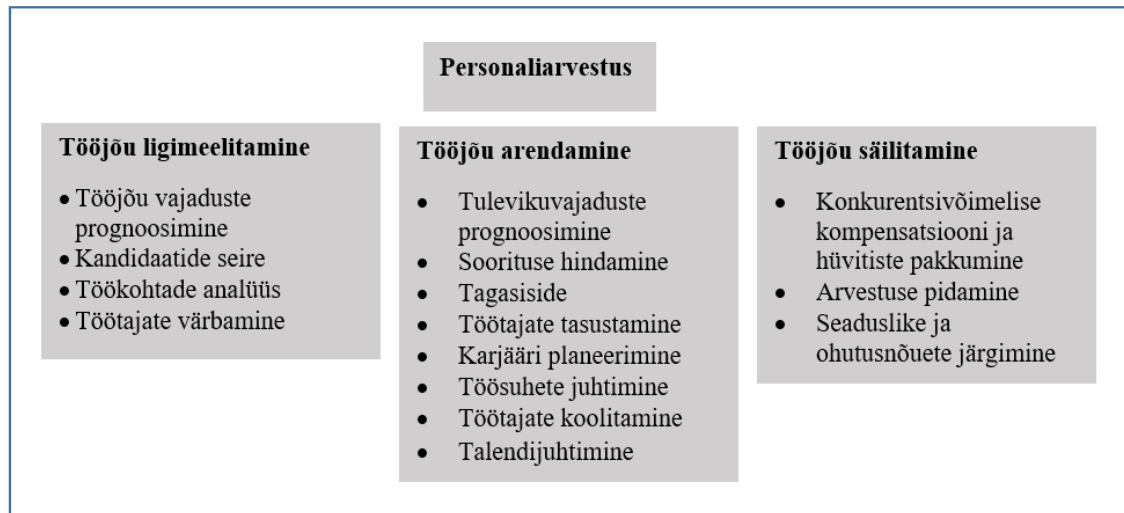 Personaliarvestus
Tööjõu ligimeelitamine
• Tööjõu vajaduste
prognoosimine
• Kandidaatide seire
• Töökohtade analüüs
• Töötajate värbamine
Tööjõu arendamine
• Tulevikuvajaduste
prognoosimine
• Soorituse hindamine
• Tagasiside
• Töötajate tasustamine
• Karjääri planeerimine
• Töösuhete juhtimine
• Töötajate koolitamine
• Talendijuhtimine
Tööjõu säilitamine
• Konkurentsivõimelise
kompensatsiooni ja
hüvitiste pakkumine
• Arvestuse pidamine
• Seaduslike ja
ohutusnõuete järgimine